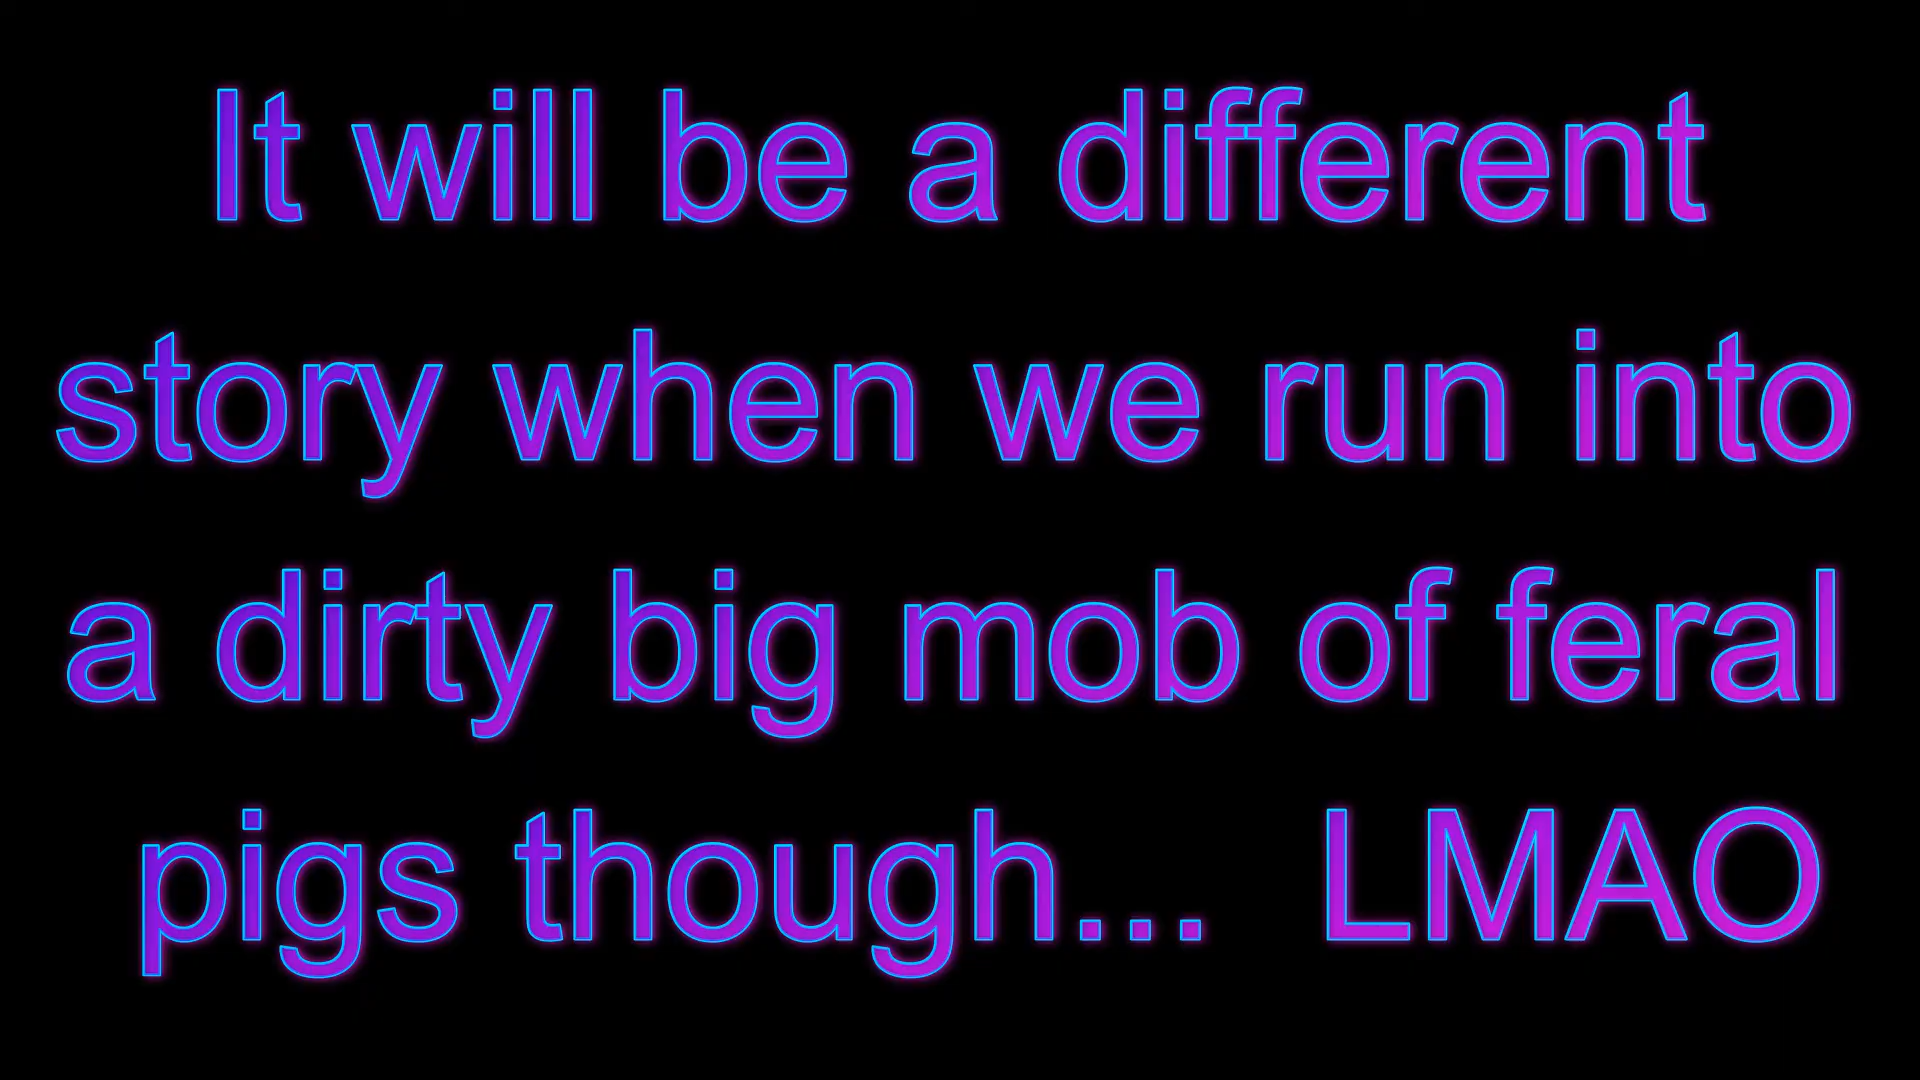 It will be a different
story when we run into
a dirty big mob of feral
pigs though...  LMAO